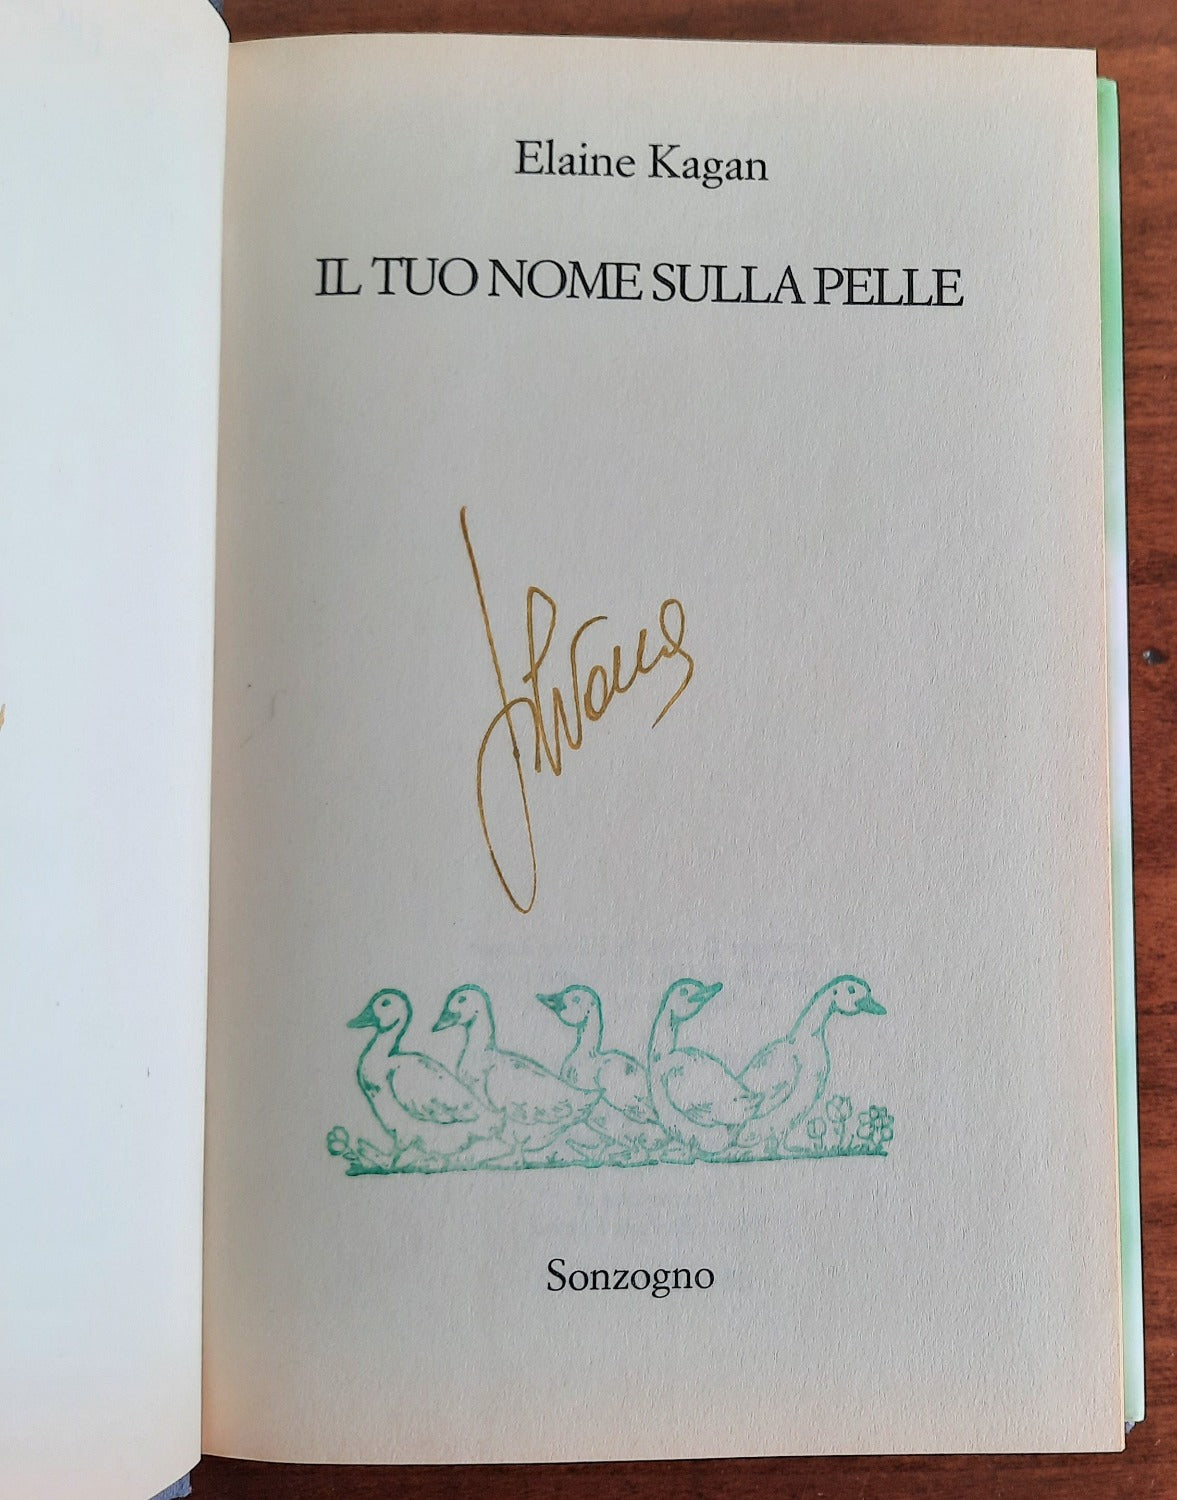 Elaine Kagan
IL TUO NOME SULLA PELLE
Sonzogno